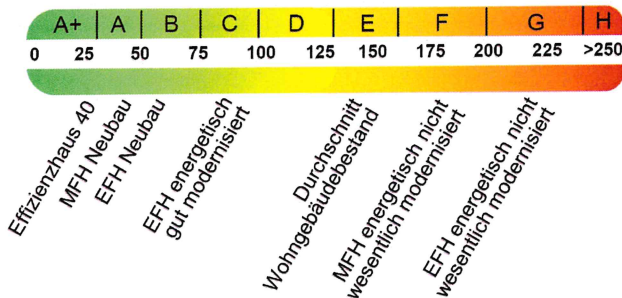 A+ A B C D E F G H
0 25 50 75 100 125 150 175 200 225 >250
Effizienzhaus 40
MFH Neubau
EFH Neubau
EFH energetisch
gut modernisiert
Durchschnitt
Wohngebäudebestand
MFH energetisch nicht
wesentlich modernisiert
EFH energetisch nicht
wesentlich modernisiert